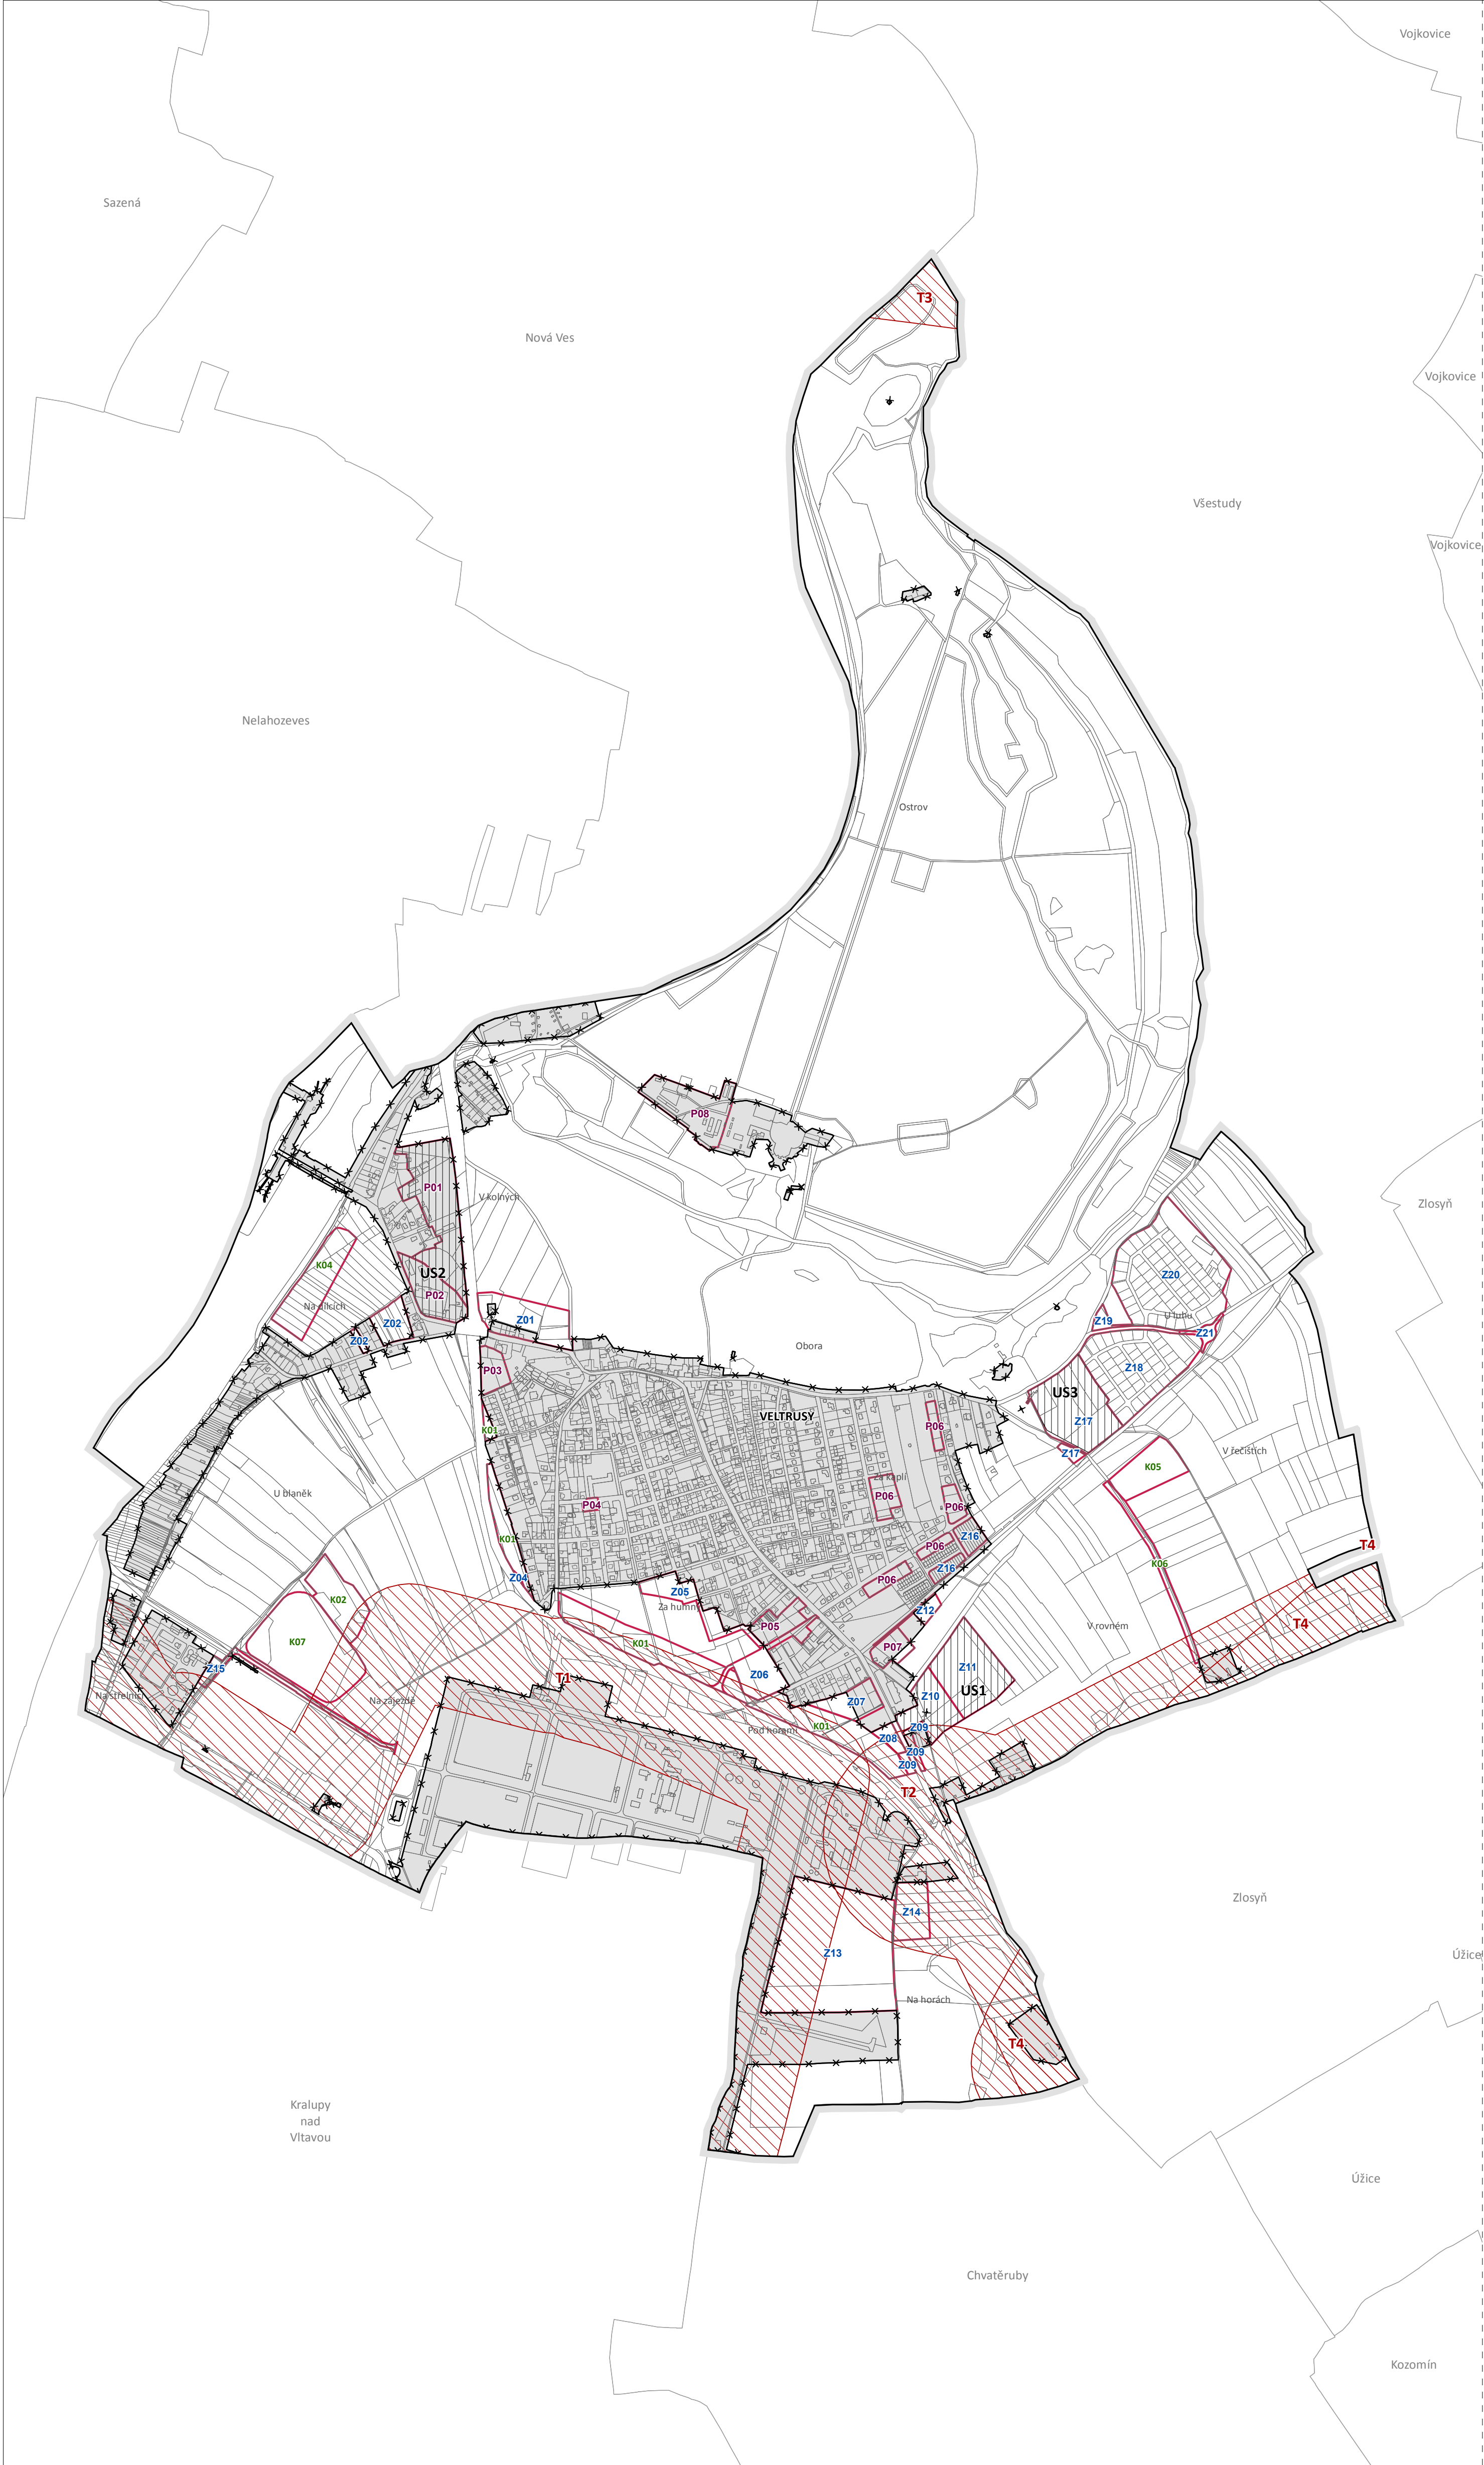 Vojkovice
Sazená
T3
Nová Ves
Vojkovice
Všestudy
Vojkovice
Nelahozeves
Ostrov
P08
P01
V kolných
Zlosyň
K04
US2
Z20
P02
Na dílcích
U luhu
Z02
Z01
Z19
Z02
Z21
Obora
Z18
P03
US3
VELTRUSY
Z17
P06
K01
Z17
V řečištích
K05
Za kaplí
U blaněk
P06
P04
P06
K01
Z16
T4
P06
K06
Z16
Z04
P06
Z05
K02
Za humny
Z12
T4
P05
V rovném
K07
K01
P07
Z15
Z11
Z06
T1
US1
Na střelnici
Na zájezdě
Z07
Z10
K01
Z09
Pod horami
Z08
Z09
Z09
T2
Zlosyň
Z14
Z13
Úžice
Na horách
T4
Kralupy
nad
Vltavou
Úžice
Chvatěruby
Kozomín